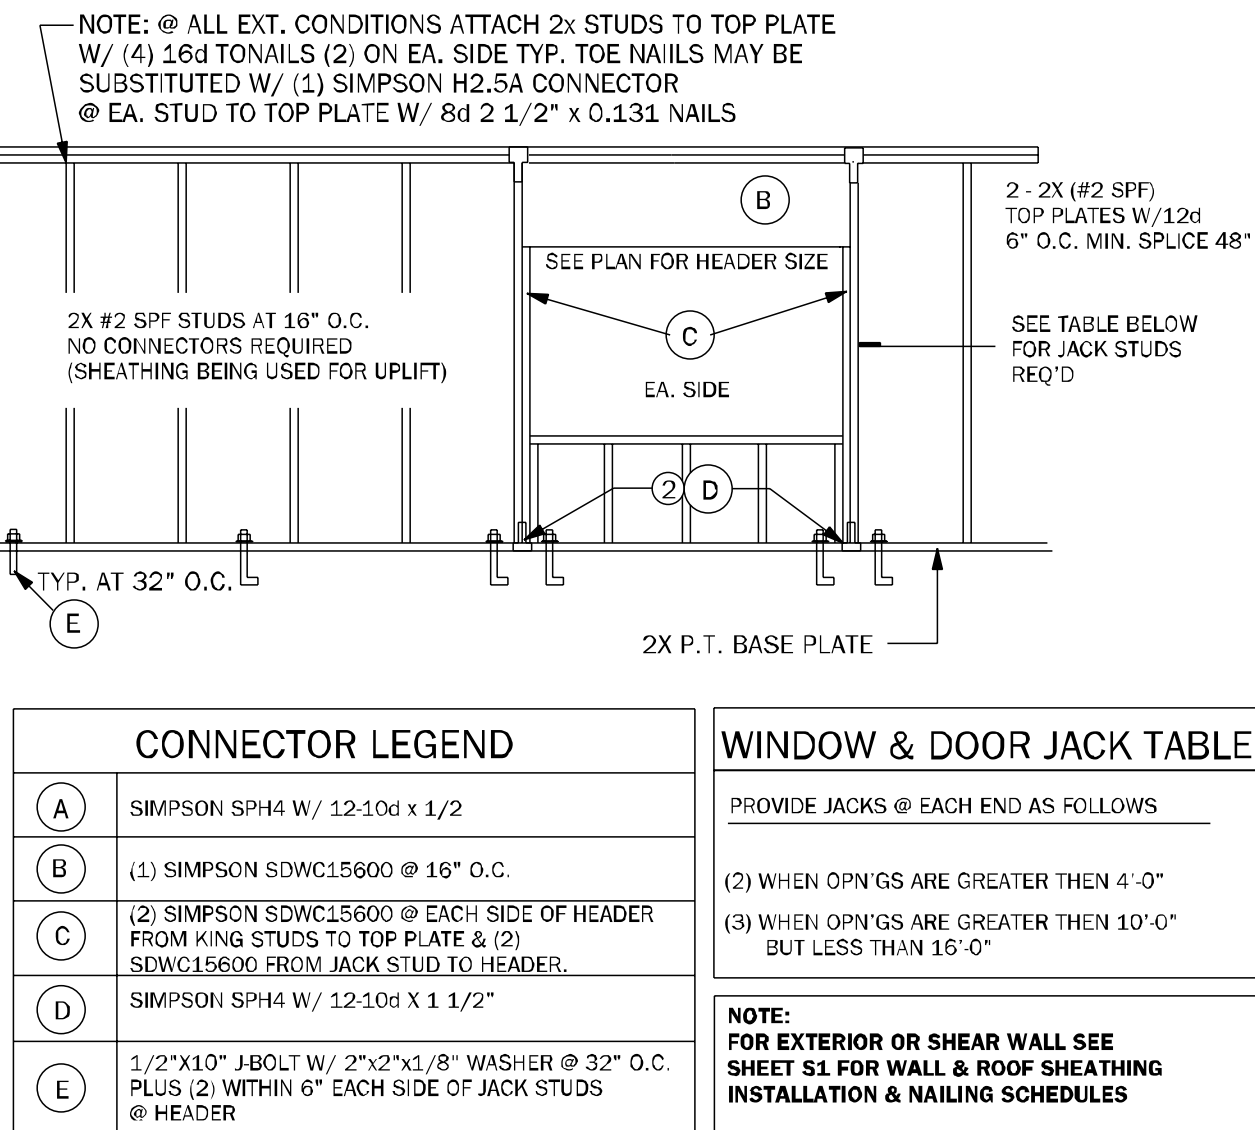 NOTE: @ ALL EXT. CONDITIONS ATTACH 2x STUDS TO TOP PLATE
W/ (4) 16d TONAILS (2) ON EA. SIDE TYP. TOE NAIILS MAY BE
SUBSTITUTED W/ (1) SIMPSON H2.5A CONNECTOR
@ EA. STUD TO TOP PLATE W/ 8d 2 1/2" x 0.131 NAILS
B
2 - 2X (#2 SPF)
TOP PLATES W/12d
6" O.C. MIN. SPLICE 48"
SEE PLAN FOR HEADER SIZE
2X #2 SPF STUDS AT 16" O.C.
NO CONNECTORS REQUIRED
(SHEATHING BEING USED FOR UPLIFT)
C
EA. SIDE
SEE TABLE BELOW
FOR JACK STUDS
REQ'D
2 D
TYP. AT 32" O.C.
E
2X P.T. BASE PLATE
CONNECTOR LEGEND
A SIMPSON SPH4 W/ 12-10d x 1/2
B (1) SIMPSON SDWC15600 @ 16" O.C.
C (2) SIMPSON SDWC15600 @ EACH SIDE OF HEADER
FROM KING STUDS TO TOP PLATE & (2)
SDWC15600 FROM JACK STUD TO HEADER.
D SIMPSON SPH4 W/ 12-10d X 1 1/2"
E 1/2"X10" J-BOLT W/ 2"x2"x1/8" WASHER @ 32" O.C.
PLUS (2) WITHIN 6" EACH SIDE OF JACK STUDS
@ HEADER
WINDOW & DOOR JACK TABLE
PROVIDE JACKS @ EACH END AS FOLLOWS
(2) WHEN OPN'GS ARE GREATER THEN 4'-0"
(3) WHEN OPN'GS ARE GREATER THEN 10'-0"
BUT LESS THAN 16'-0"
NOTE:
FOR EXTERIOR OR SHEAR WALL SEE
SHEET S1 FOR WALL & ROOF SHEATHING
INSTALLATION & NAILING SCHEDULES